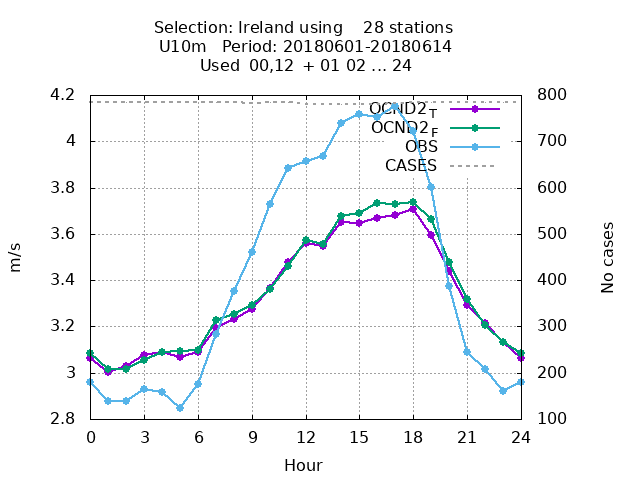 Selection: Ireland using 28 stations
U10m Period: 20180601-20180614
Used 00,12 + 01 02 ... 24
4.2
4
3.8
3.6
3.4
3.2
3
2.8
m/s
800
700
600
500
400
300
200
100
No cases
OCND2_T
OCND2_F
OBS
CASES
0 3 6 9 12 15 18 21 24
Hour